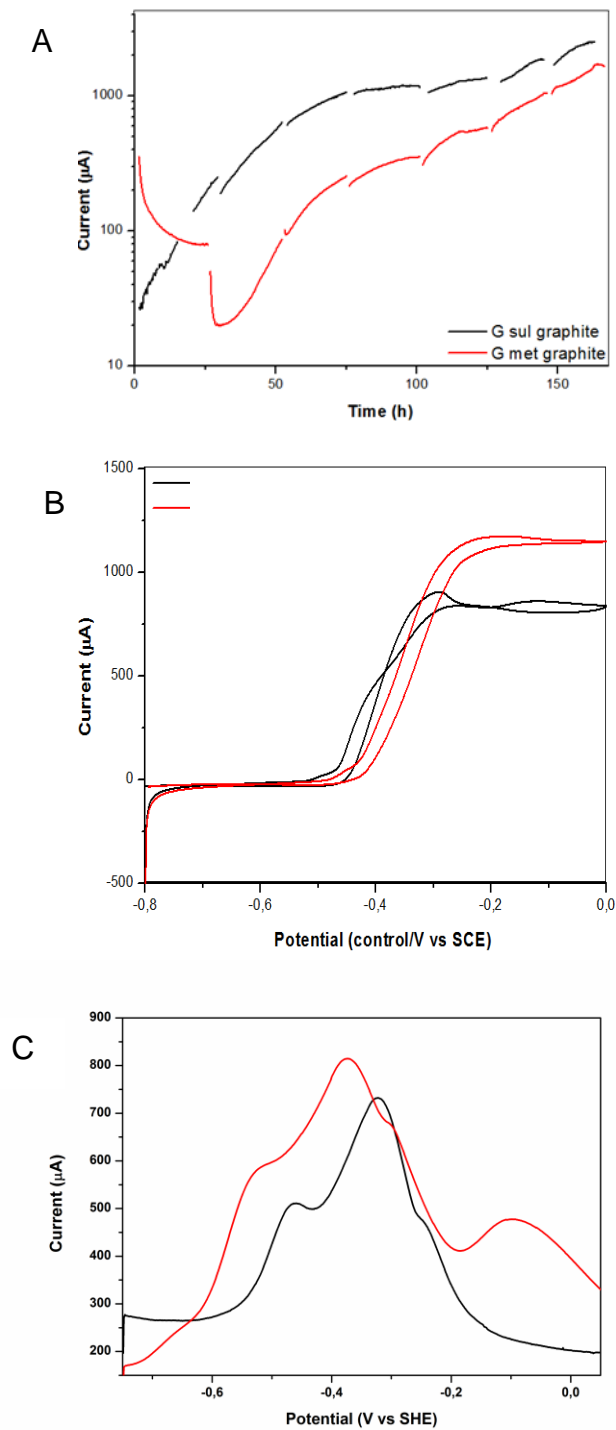 A
Current (µA)
1000
100
10
G sul graphite
G met graphite
0
50
100
150
Time (h)
B
Current (µA)
1500
1000
500
0
-500
-0,8
-0,6
-0,4
-0,2
0,0
Potential (control/V vs SCE)
C
Current (µA)
900
800
700
600
500
400
300
200
-0,6
-0,4
-0,2
0,0
Potential (V vs SHE)